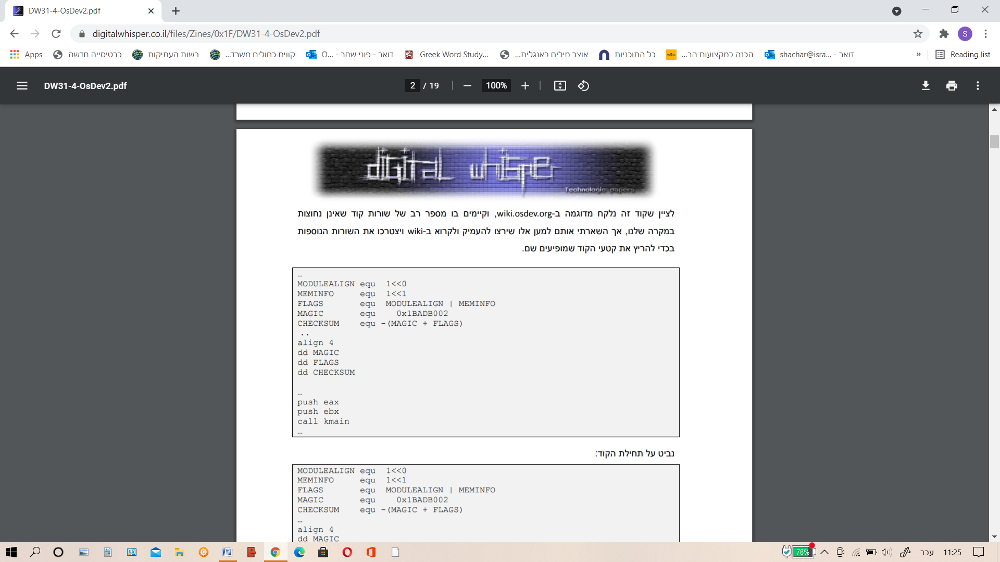 DW31-4-OsDev2.pdf
digitalwhisper.co.il/files/Zines/0x1F/DW31-4-OsDev2.pdf
S
Apps
כרטיסייה חדשה
רשות העתיקות
קווים כחולים משרד...
דואר - פוני שחר - O...
Greek Word Study...
אוצר מילים באנגלית...
כל התוכניות
הכנה במקצועות הר...
דואר - shachar@isra...
»
Reading list
DW31-4-OsDev2.pdf
2 / 19
100%
digital whisper
Technologic papers
לציין שקוד זה נלקח מדוגמה ב-wiki.osdev.org, וקיימים בו מספר רב של שורות קוד שאינן נחוצות
במקרה שלנו, אך השארתי אותם למען אלו שירצו להעמיק ולקרוא ב-wiki ויצטרכו את השורות הנוספות
בכדי להריץ את קטעי הקוד שמופיעים שם.
…
MODULEALIGN equ  1<<0
MEMINFO     equ  1<<1
FLAGS       equ  MODULEALIGN | MEMINFO
MAGIC       equ    0x1BADB002
CHECKSUM    equ -(MAGIC + FLAGS)
..
align 4
dd MAGIC
dd FLAGS
dd CHECKSUM
…
push eax
push ebx
call kmain
…
נביט על תחילת הקוד:
MODULEALIGN equ  1<<0
MEMINFO     equ  1<<1
FLAGS       equ  MODULEALIGN | MEMINFO
MAGIC       equ    0x1BADB002
CHECKSUM    equ -(MAGIC + FLAGS)
…
align 4
dd MAGIC
78%
עבר
11:25